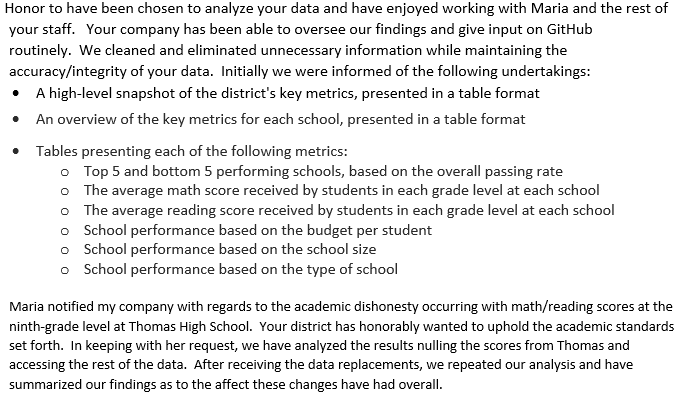 Honor to have been chosen to analyze your data and have enjoyed working with Maria and the rest of
your staff.  Your company has been able to oversee our findings and give input on GitHub
routinely.  We cleaned and eliminated unnecessary information while maintaining the
accuracy/integrity of your data.  Initially we were informed of the following undertakings:
• A high-level snapshot of the district's key metrics, presented in a table format
• An overview of the key metrics for each school, presented in a table format
• Tables presenting each of the following metrics:
o Top 5 and bottom 5 performing schools, based on the overall passing rate
o The average math score received by students in each grade level at each school
o The average reading score received by students in each grade level at each school
o School performance based on the budget per student
o School performance based on the school size
o School performance based on the type of school
Maria notified my company with regards to the academic dishonesty occurring with math/reading scores at the
ninth-grade level at Thomas High School.  Your district has honorably wanted to uphold the academic standards
set forth.  In keeping with her request, we have analyzed the results nulling the scores from Thomas and
accessing the rest of the data.  After receiving the data replacements, we repeated our analysis and have
summarized our findings as to the affect these changes have had overall.